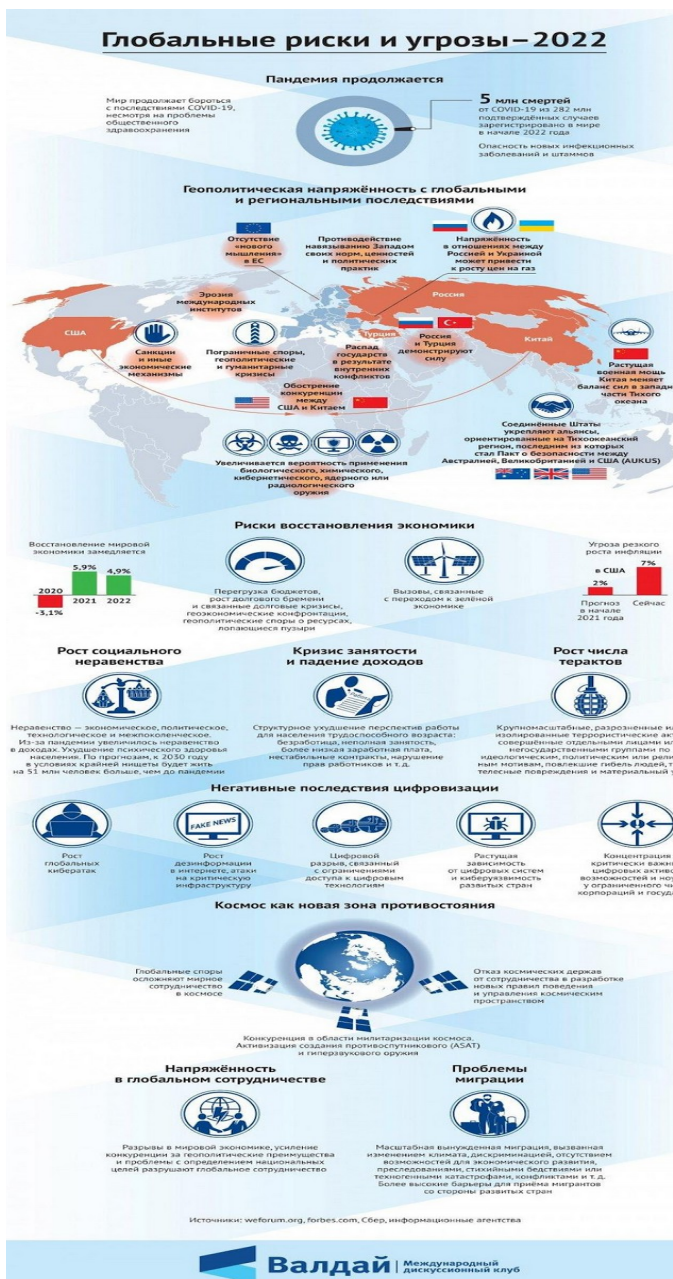 Глобальные риски и угрозы–2022
Пандемия продолжается
Мир продолжает бороться
с последствиями COVID-19,
несмотря на проблемы
общественного
здравоохранения
5 млн смертей
от COVID-19 из 282 млн
подтверждённых случаев
зарегистрировано в мире
в начале 2022 года
Опасность новых инфекционных
заболеваний и штаммов
Геополитическая напряжённость с глобальными
и региональными последствиями
Отсутствие
«нового
мышления»
в ЕС
Противодействие
навязыванию Западом
своих норм, ценностей
и политических
практик
Напряжённость
в отношениях между
Россией и Украиной
может привести
к росту цен на газ
Эрозия
международных
институтов
Россия
США
Турция
Китай
Санкции
и иные
экономические
механизмы
Пограничные споры,
геополитические
и гуманитарные
кризисы
Распад
государств
в результате
внутренних
конфликтов
Россия
и Турция
демонстрируют
силу
Растущая
военная мощь
Китая меняет
баланс сил в западн
части Тихого
океана
Обострение
конкуренции
между
США и Китаем
Соединённые Штаты
укрепляют альянсы,
ориентированные на Тихоокеанский
регион, последним из которых
стал Пакт о безопасности между
Австралией, Великобританией и США (AUKUS)
Увеличивается вероятность применения
биологического, химического,
кибернетического, ядерного или
радиологического
оружия
Риски восстановления экономики
Восстановление мировой
экономики замедляется
2020
-3,1%
5,9%
2021
4,9%
2022
Перегрузка бюджетов,
рост долгового бремени
и связанные долговые кризисы,
геоэкономические конфронтации,
геополитические споры о ресурсах,
лопающиеся пузыри
Вызовы, связанные
с переходом к зелёной
экономике
Угроза резкого
роста инфляции
в США
2%
Прогноз
в начале
2021 года
7%
Сейчас
Рост социального
неравенства
Неравенство — экономическое, политическое,
технологическое и межпоколенческое.
Из-за пандемии увеличилось неравенство
в доходах. Ухудшение психического здоровья
населения. По прогнозам, к 2030 году
в условиях крайней нищеты будет жить
на 51 млн человек больше, чем до пандемии
Кризис занятости
и падение доходов
Структурное ухудшение перспектив работы
для населения трудоспособного возраста:
безработица, неполная занятость,
более низкая заработная плата,
нестабильные контракты, нарушение
прав работников и т. д.
Рост числа
терактов
Крупномасштабные, разрозненные ил
изолированные террористические акт
совершённые отдельными лицами ил
негосударственными группами по
идеологическим, политическим или рели
ным мотивам, повлекшие гибель людей, т
телесные повреждения и материальный у
Негативные последствия цифровизации
FAKE NEWS
Рост
глобальных
кибератак
Рост
дезинформации
в интернете, атаки
на критическую
инфраструктуру
Цифровой
разрыв, связанный
с ограничениями
доступа к цифровым
технологиям
Растущая
зависимость
от цифровых систем
и киберуязвимость
развитых стран
Концентрация
критически важн
цифровых активо
возможностей и ноу
у ограниченного чи
корпораций и госуд
Космос как новая зона противостояния
Глобальные споры
осложняют мирное
сотрудничество
в космосе
Отказ космических держав
от сотрудничества в разработке
новых правил поведения
и управления космическим
пространством
Конкуренция в области милитаризации космоса.
Активизация создания противоспутникового (ASAT)
и гиперзвукового оружия
Напряжённость
в глобальном сотрудничестве
Разрывы в мировой экономике, усиление
конкуренции за геополитические преимущества
и проблемы с определением национальных
целей разрушают глобальное сотрудничество
Проблемы
миграции
Масштабная вынужденная миграция, вызванная
изменением климата, дискриминацией, отсутствием
возможностей для экономического развития,
преследованиями, стихийными бедствиями или
техногенными катастрофами, конфликтами и т. д.
Более высокие барьеры для приёма мигрантов
со стороны развитых стран
Источники: weforum.org, forbes.com, Сбер, информационные агентства
Валдай
Международный
дискуссионный клуб